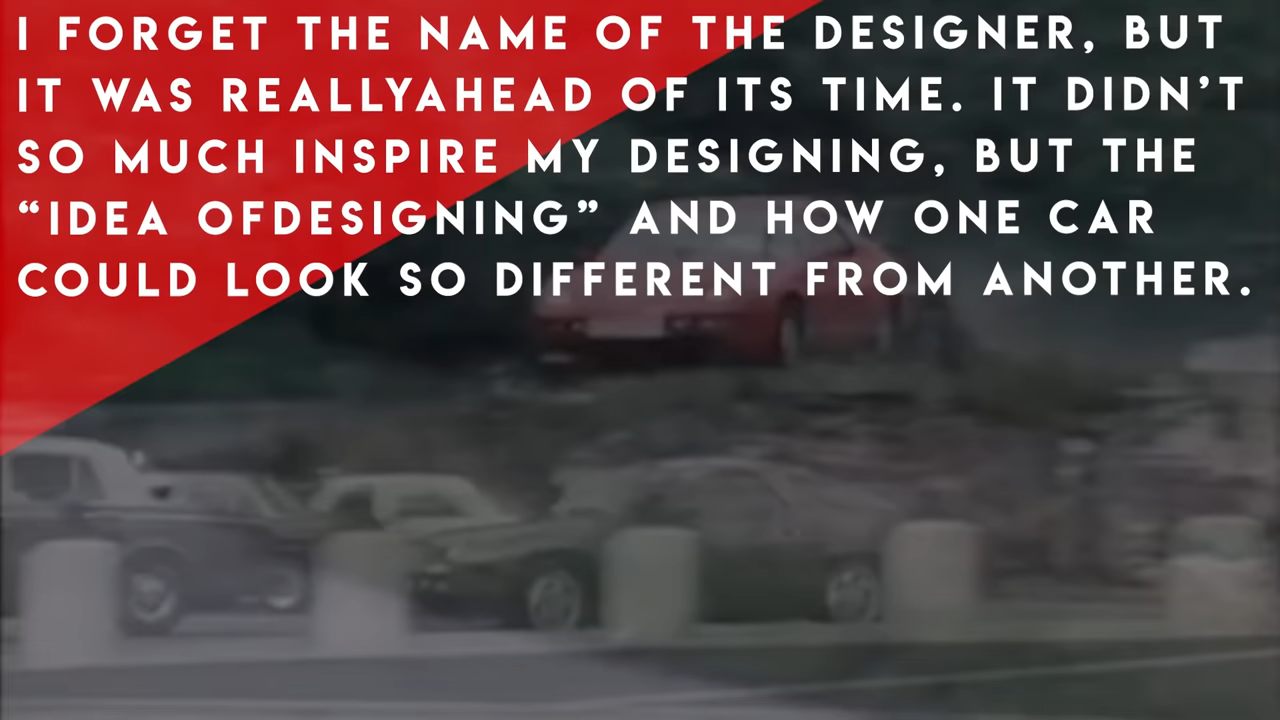 I FORGET THE NAME OF THE DESIGNER, BUT
IT WAS REALLYAHEAD OF ITS TIME. IT DIDN’T
SO MUCH INSPIRE MY DESIGNING, BUT THE
“IDEA OFDESIGNING” AND HOW ONE CAR
COULD LOOK SO DIFFERENT FROM ANOTHER.